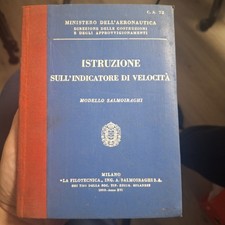 MINISTERO DELL'AERONAUTICA
DIREZIONE DELLE COSTRUZIONI
E DEGLI APPROVVIGIONAMENTI
ISTRUZIONE
SULL'INDICATORE DI VELOCITÀ
MODELLO SALMOIRAGHI
MILANO
"LA FILOTECNICA", ING. A. SALMOIRAGHI S.A.